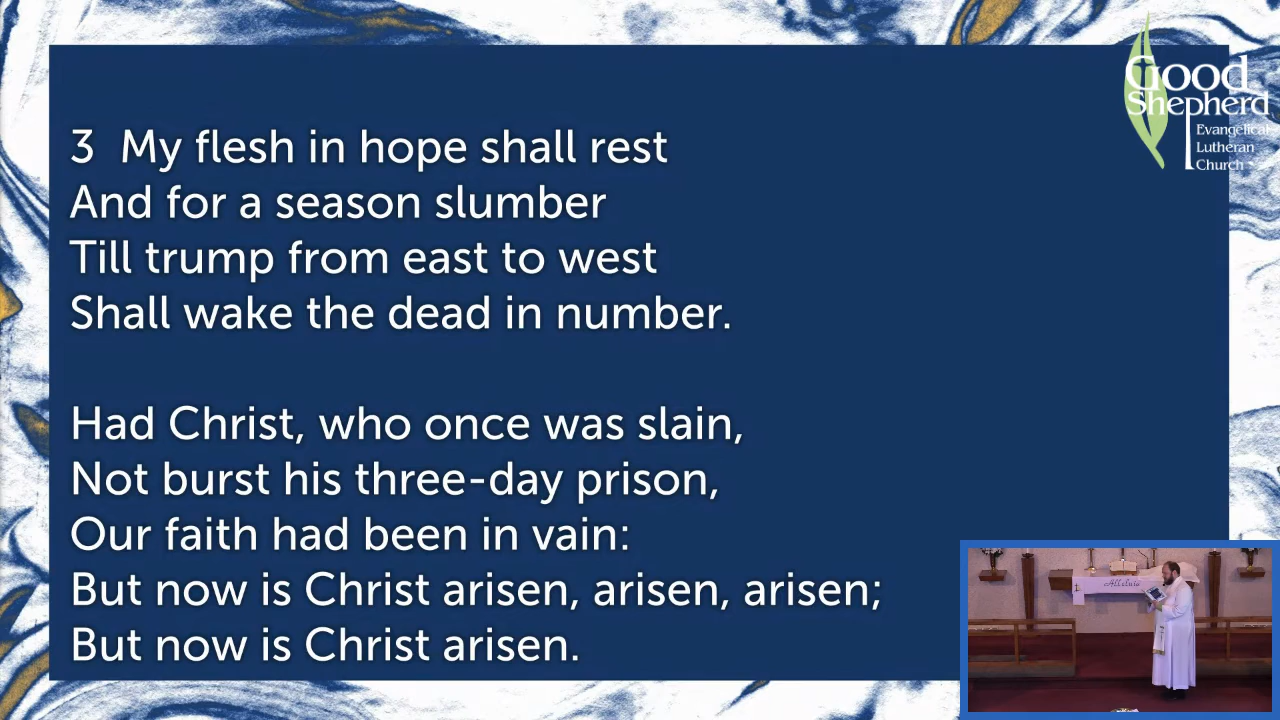 Good
Shepherd
Evangelical
Lutheran
Church
3 My flesh in hope shall rest
And for a season slumber
Till trump from east to west
Shall wake the dead in number.
Had Christ, who once was slain,
Not burst his three-day prison,
Our faith had been in vain:
But now is Christ arisen, arisen, arisen;
But now is Christ arisen.
Alleluia